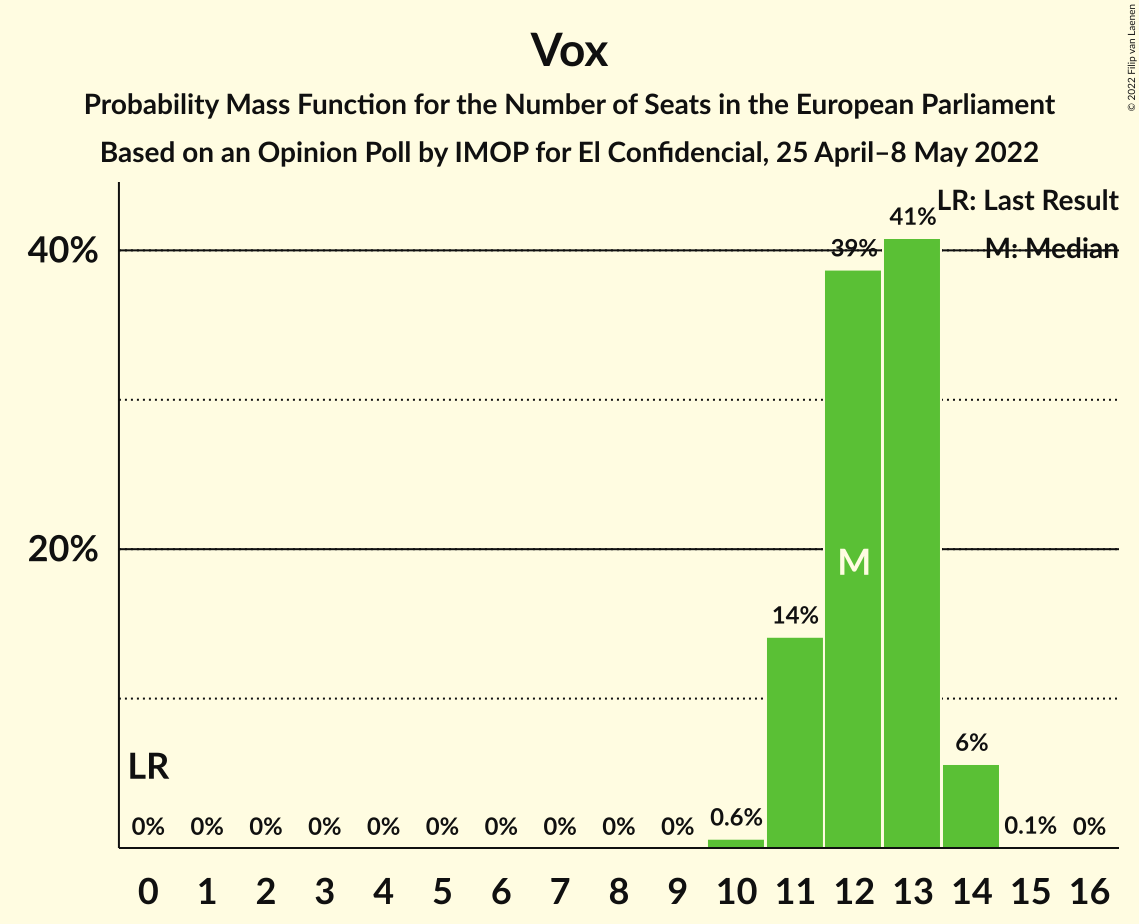 Vox
Probability Mass Function for the Number of Seats in the European Parliament
Based on an Opinion Poll by IMOP for El Confidencial, 25 April–8 May 2022
© 2022 Filip van Laenen
LR: Last Result
M: Median
40%
20%
41%
39%
M
14%
6%
LR
0% 0% 0% 0% 0% 0% 0% 0% 0% 0% 0.6% 0.1% 0%
0 1 2 3 4 5 6 7 8 9 10 11 12 13 14 15 16